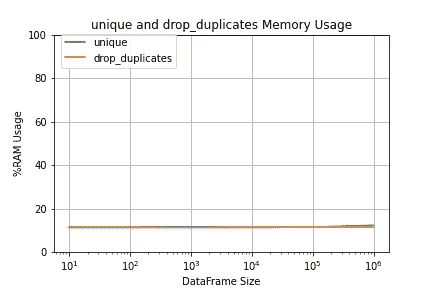 unique and drop_duplicates Memory Usage
100
unique
drop_duplicates
80
60
40
20
0
%RAM Usage
10¹
10²
10³
10⁴
10⁵
10⁶
DataFrame Size